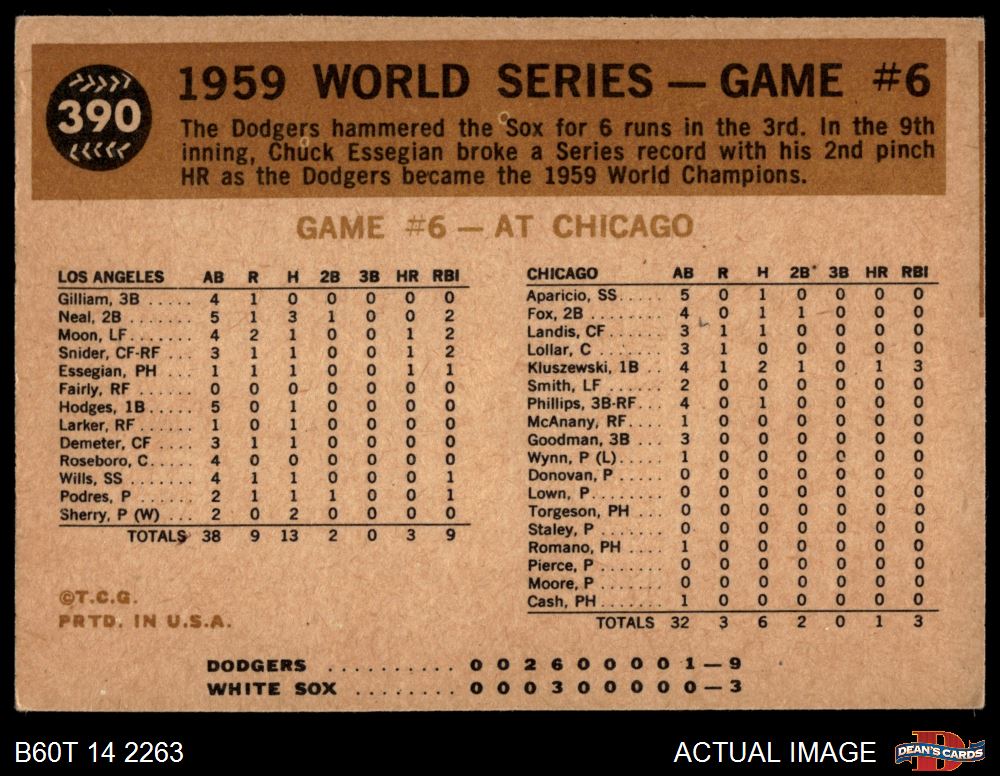 390
1959 WORLD SERIES — GAME #6
The Dodgers hammered the Sox for 6 runs in the 3rd. In the 9th
inning, Chuck Essegian broke a Series record with his 2nd pinch
HR as the Dodgers became the 1959 World Champions.
GAME #6 — AT CHICAGO
LOS ANGELES AB R H 2B 3B HR RBI
Gilliam, 3B ..... 4 1 0 0 0 0 0
Neal, 2B ........ 5 1 3 1 0 0 2
Moon, LF ....... 4 2 1 0 0 1 2
Snider, CF-RF ... 3 1 1 0 0 1 2
Essegian, PH ... 1 1 1 0 0 1 1
Fairly, RF ...... 0 0 0 0 0 0 0
Hodges, 1B ..... 5 0 1 0 0 0 0
Larker, RF ...... 1 0 1 0 0 0 0
Demeter, CF .... 3 1 1 0 0 0 0
Roseboro, C ..... 4 0 0 0 0 0 0
Wills, SS ....... 4 1 1 0 0 0 1
Podres, P ...... 2 1 1 1 0 0 1
Sherry, P (W) ... 2 0 2 0 0 0 0
TOTALS 38 9 13 2 0 3 9
CHICAGO AB R H 2B 3B HR RBI
Aparicio, SS ..... 5 0 1 0 0 0 0
Fox, 2B ........ 4 0 1 1 0 0 0
Landis, CF ...... 3 1 1 0 0 0 0
Lollar, C ....... 3 1 0 0 0 0 0
Kluszewski, 1B .. 4 1 2 1 0 1 3
Smith, LF ...... 2 0 0 0 0 0 0
Phillips, 3B-RF ... 4 0 1 0 0 0 0
McAnany, RF .... 1 0 0 0 0 0 0
Goodman, 3B ... 3 0 0 0 0 0 0
Wynn, P (L) ..... 1 0 0 0 0 0 0
Donovan, P ..... 0 0 0 0 0 0 0
Lown, P ........ 0 0 0 0 0 0 0
Torgeson, PH ... 0 0 0 0 0 0 0
Staley, P ....... 0 0 0 0 0 0 0
Romano, PH .... 1 0 0 0 0 0 0
Pierce, P ....... 0 0 0 0 0 0 0
Moore, P ....... 0 0 0 0 0 0 0
Cash, PH ....... 1 0 0 0 0 0 0
TOTALS 32 3 6 2 0 1 3
©T.C.G.
PRTD. IN U.S.A.
DODGERS .......... 0 0 2 6 0 0 0 0 1 — 9
WHITE SOX ........ 0 0 0 3 0 0 0 0 0 — 3
B60T 14 2263
ACTUAL IMAGE
DEAN'S CARDS